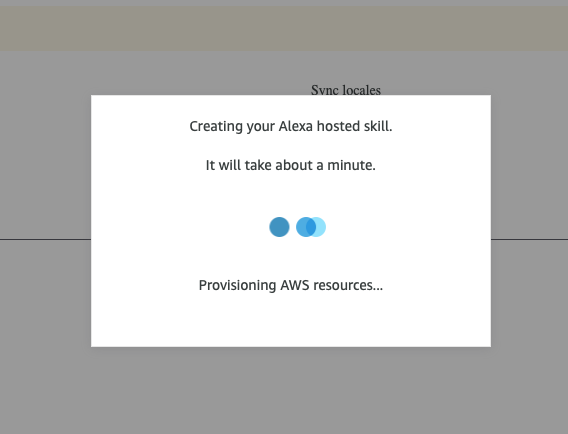 Sync locales
Creating your Alexa hosted skill.
It will take about a minute.
Provisioning AWS resources...